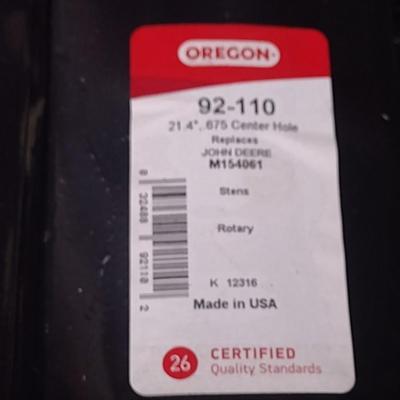 OREGON
92-110
21.4", .675 Center Hole
Replaces
JOHN DEERE
M154061
Stens
Rotary
K 12316
Made in USA
26 CERTIFIED
Quality Standards